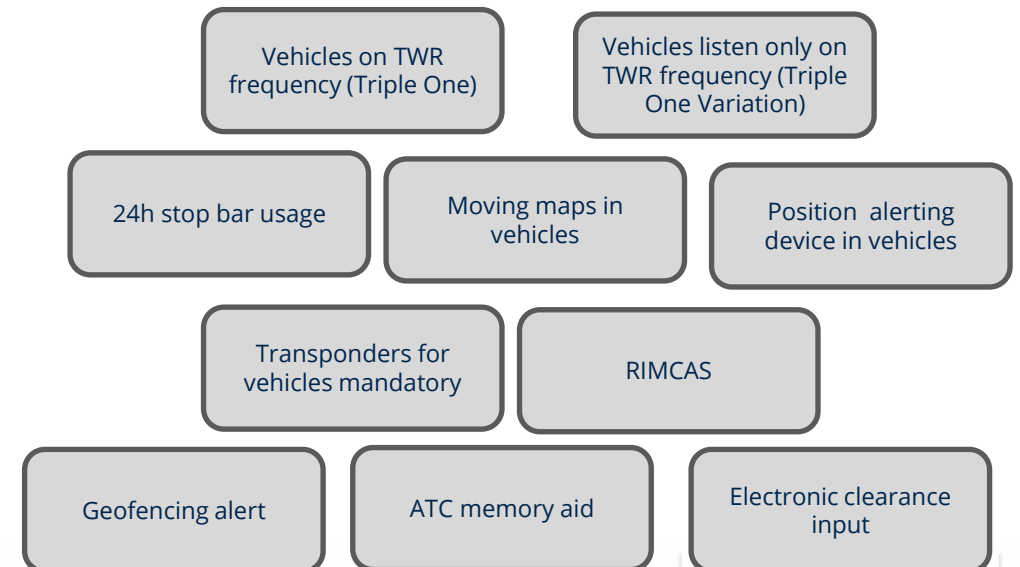 Vehicles on TWR
frequency (Triple One)
Vehicles listen only on
TWR frequency (Triple
One Variation)
24h stop bar usage
Moving maps in
vehicles
Position alerting
device in vehicles
Transponders for
vehicles mandatory
RIMCAS
Geofencing alert
ATC memory aid
Electronic clearance
input